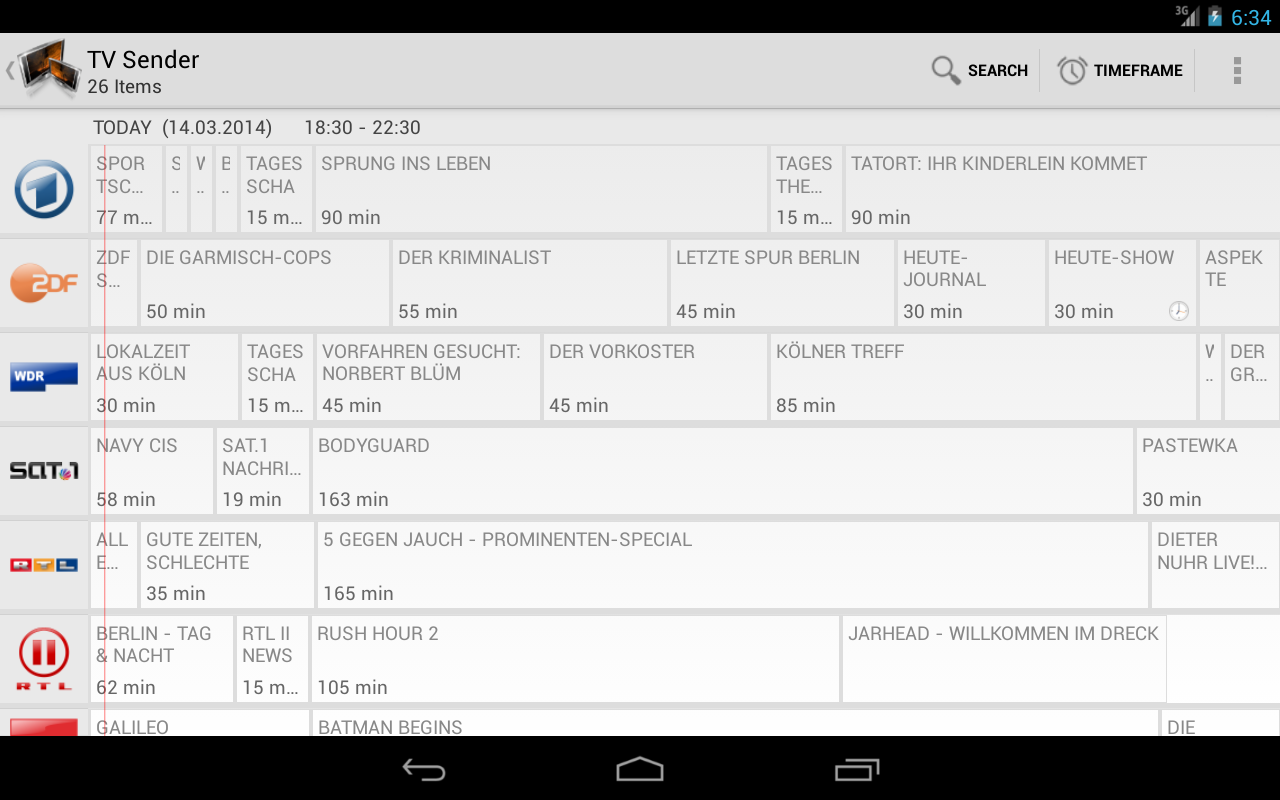 3G
6:34
TV Sender
26 Items
SEARCH
TIMEFRAME
TODAY (14.03.2014) 18:30 - 22:30
1
SPOR
TSC...
77 m...
S
..
W
..
B
..
TAGES
SCHA
15 m...
SPRUNG INS LEBEN
90 min
TAGES
THE...
15 m...
TATORT: IHR KINDERLEIN KOMMET
90 min
ZDF
ZDF
S...
DIE GARMISCH-COPS
50 min
DER KRIMINALIST
55 min
LETZTE SPUR BERLIN
45 min
HEUTE-
JOURNAL
30 min
HEUTE-SHOW
30 min
ASPEK
TE
WDR
LOKALZEIT
AUS KÖLN
30 min
TAGES
SCHA
15 m...
VORFAHREN GESUCHT:
NORBERT BLÜM
45 min
DER VORKOSTER
45 min
KÖLNER TREFF
85 min
W
..
DER
GR...
SAT.1
NAVY CIS
58 min
SAT.1
NACHRI...
19 min
BODYGUARD
163 min
PASTEWKA
30 min
RTL
ALL
E...
GUTE ZEITEN,
SCHLECHTE
35 min
5 GEGEN JAUCH - PROMINENTEN-SPECIAL
165 min
DIETER
NUHR LIVE!...
RTL
BERLIN - TAG
& NACHT
62 min
RTL II
NEWS
15 m...
RUSH HOUR 2
105 min
JARHEAD - WILLKOMMEN IM DRECK
GALILEO
BATMAN BEGINS
DIE